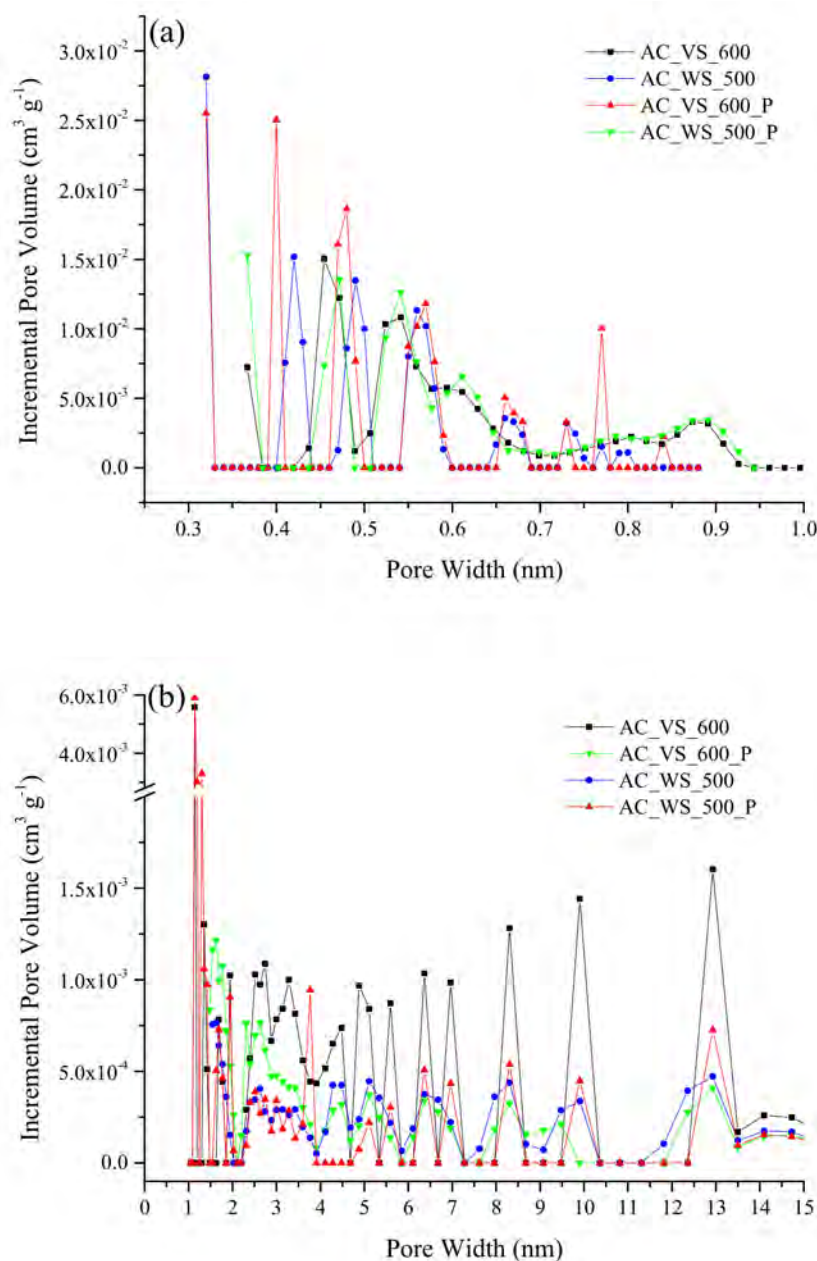 (a)
AC_VS_600
AC_WS_500
AC_VS_600_P
AC_WS_500_P
3.0x10⁻²
2.5x10⁻²
2.0x10⁻²
1.5x10⁻²
1.0x10⁻²
5.0x10⁻³
0.0
Incremental Pore Volume (cm³ g⁻¹)
0.3 0.4 0.5 0.6 0.7 0.8 0.9 1.0
Pore Width (nm)
(b)
AC_VS_600
AC_VS_600_P
AC_WS_500
AC_WS_500_P
6.0x10⁻³
4.0x10⁻³
1.5x10⁻³
1.0x10⁻³
5.0x10⁻⁴
0.0
Incremental Pore Volume (cm³ g⁻¹)
0 1 2 3 4 5 6 7 8 9 10 11 12 13 14 15
Pore Width (nm)